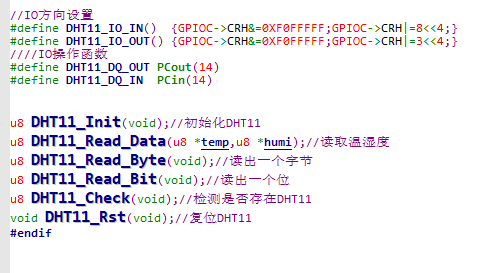 //IO方向设置
#define DHT11_IO_IN()  {GPIOC->CRH&=0XF0FFFFF;GPIOC->CRH|=8<<4;}
#define DHT11_IO_OUT() {GPIOC->CRH&=0XF0FFFFF;GPIOC->CRH|=3<<4;}
////IO操作函数
#define DHT11_DQ_OUT PCout(14)
#define DHT11_DQ_IN  PCin(14)
u8 DHT11_Init(void);//初始化DHT11
u8 DHT11_Read_Data(u8 *temp,u8 *humi);//读取温湿度
u8 DHT11_Read_Byte(void);//读出一个字节
u8 DHT11_Read_Bit(void);//读出一个位
u8 DHT11_Check(void);//检测是否存在DHT11
void DHT11_Rst(void);//复位DHT11
#endif